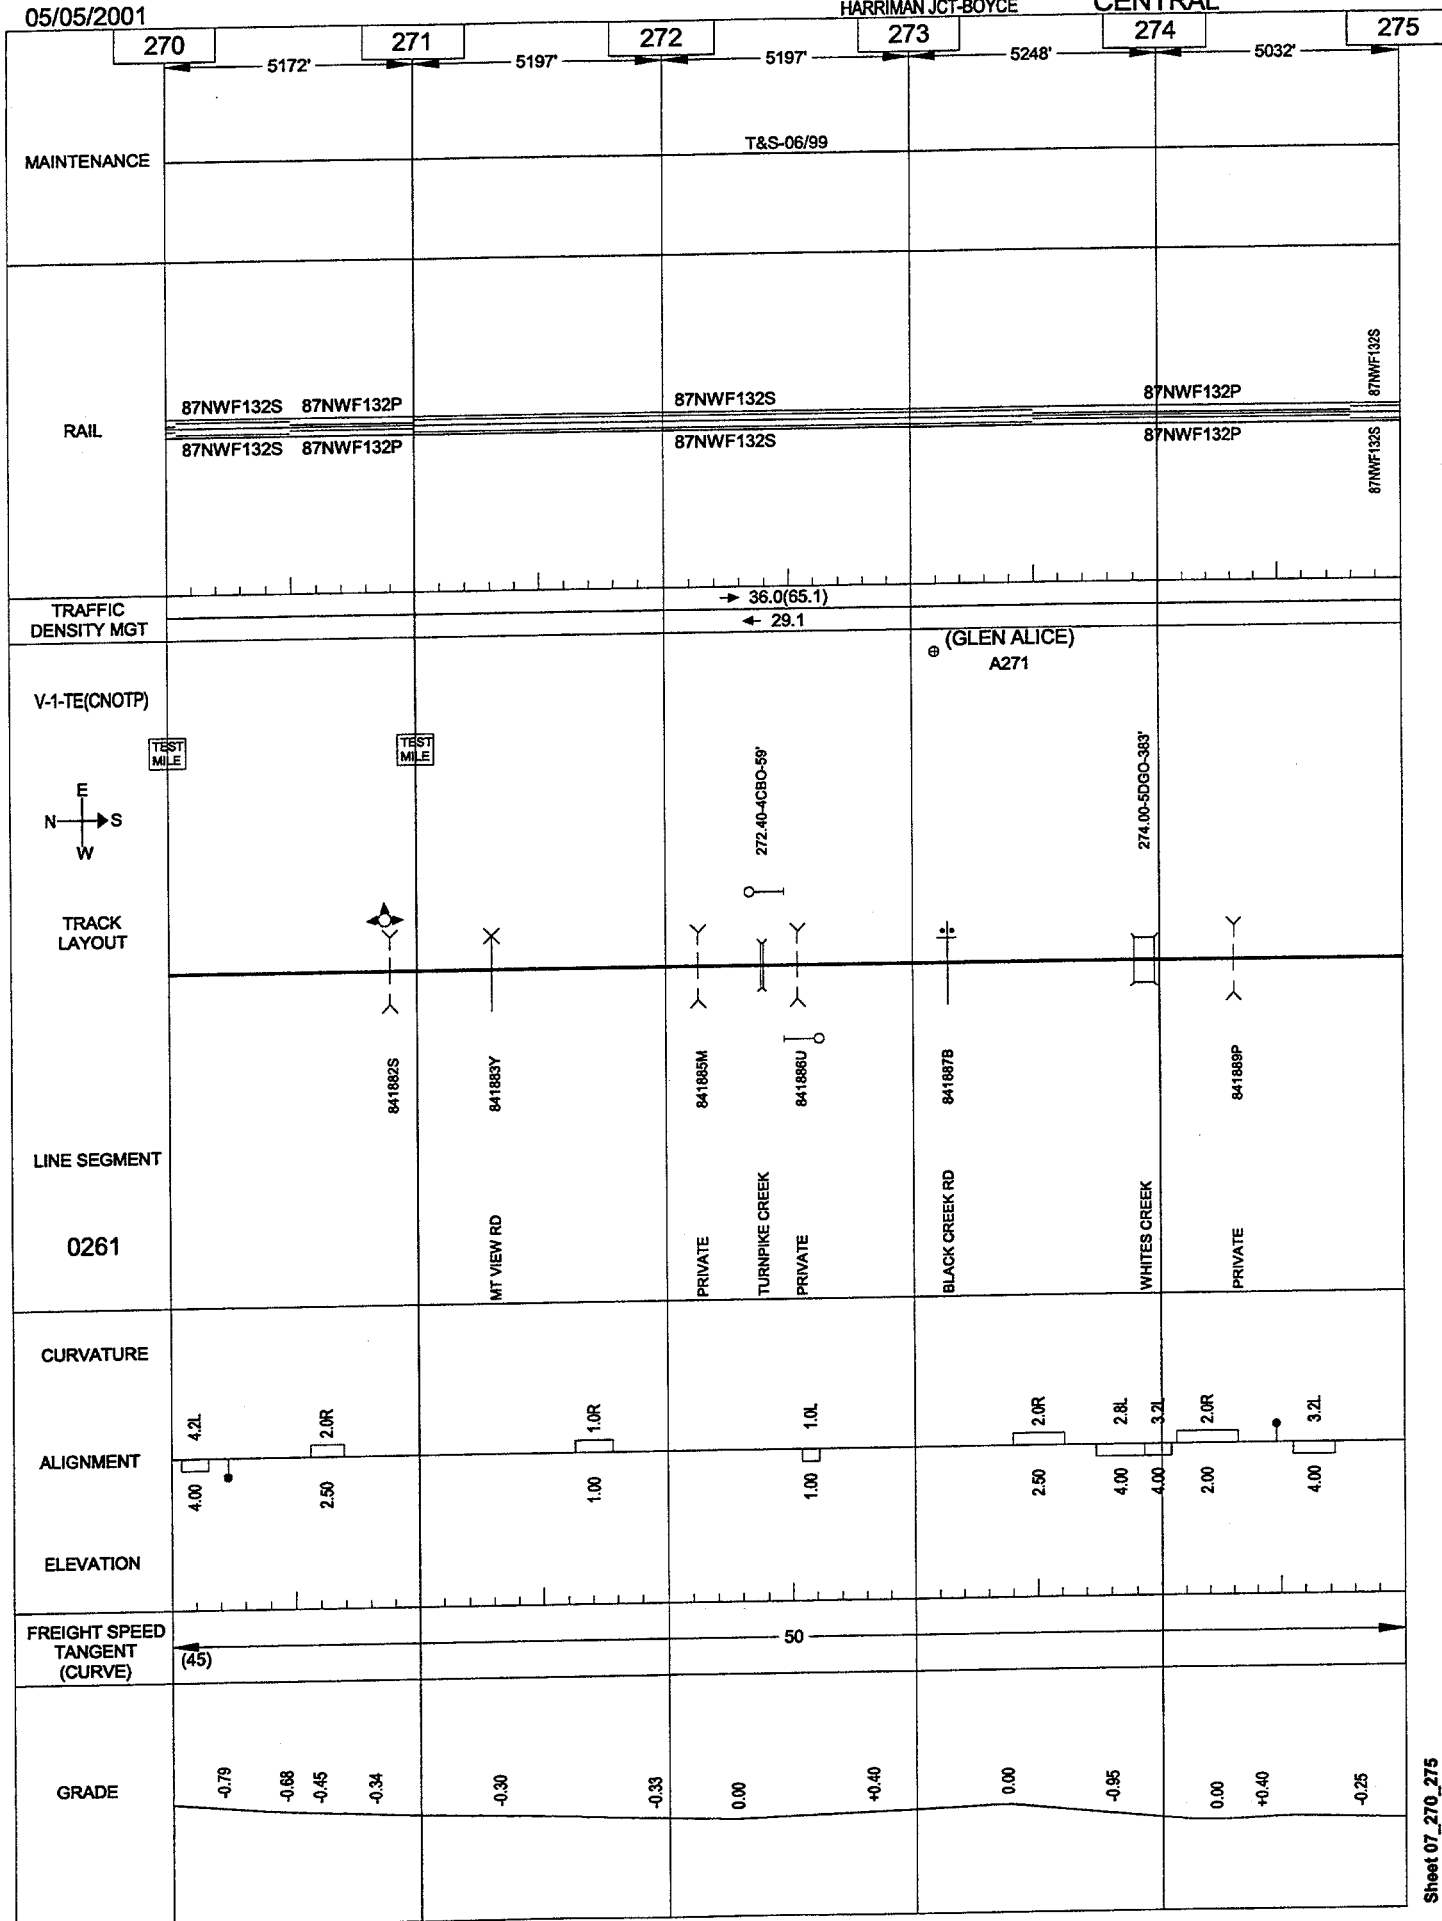 05/05/2001
HARRIMAN JCT-BOYCE
CENTRAL
270
271
272
273
274
275
5172'
5197'
5197'
5248'
5032'
MAINTENANCE
T&S-06/99
RAIL
87NWF132S
87NWF132P
87NWF132S
87NWF132P
87NWF132S
87NWF132S
87NWF132P
87NWF132S
87NWF132P
87NWF132S
TRAFFIC
DENSITY MGT
36.0(65.1)
29.1
V-1-TE(CNOTP)
(GLEN ALICE)
A271
TEST
MILE
TEST
MILE
272.40-4CBO-59'
274.00-5DGO-383'
E
N
S
W
TRACK
LAYOUT
841882S
841883Y
841885M
841886U
841887B
841889P
LINE SEGMENT
0261
MT VIEW RD
PRIVATE
TURNPIKE CREEK
PRIVATE
BLACK CREEK RD
WHITES CREEK
PRIVATE
CURVATURE
4.2L
2.0R
1.0R
1.0L
2.0R
2.8L
3.2L
2.0R
3.2L
ALIGNMENT
4.00
2.50
1.00
1.00
2.50
4.00
4.00
2.00
4.00
ELEVATION
FREIGHT SPEED
TANGENT
(CURVE)
50
(45)
GRADE
-0.79
-0.68
-0.45
-0.34
-0.30
-0.33
0.00
+0.40
0.00
-0.95
0.00
+0.40
-0.25
Sheet 07_270_275